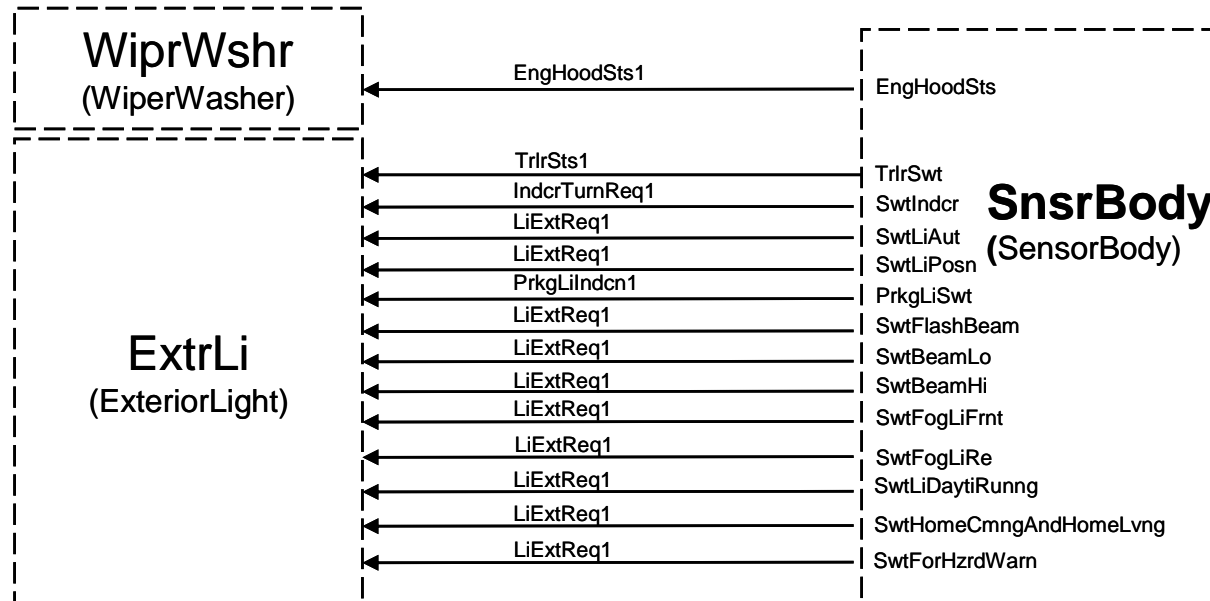 WiprWshr
(WiperWasher)
EngHoodSts1
EngHoodSts
TrlrSts1
TrlrSwt
IndcrTurnReq1
SwtIndcr
SnsrBody
(SensorBody)
LiExtReq1
SwtLiAut
LiExtReq1
SwtLiPosn
PrkgLiIndcn1
PrkgLiSwt
LiExtReq1
SwtFlashBeam
ExtrLi
(ExteriorLight)
LiExtReq1
SwtBeamLo
LiExtReq1
SwtBeamHi
LiExtReq1
SwtFogLiFrnt
LiExtReq1
SwtFogLiRe
LiExtReq1
SwtLiDaytiRunng
LiExtReq1
SwtHomeCmngAndHomeLvng
LiExtReq1
SwtForHzrdWarn